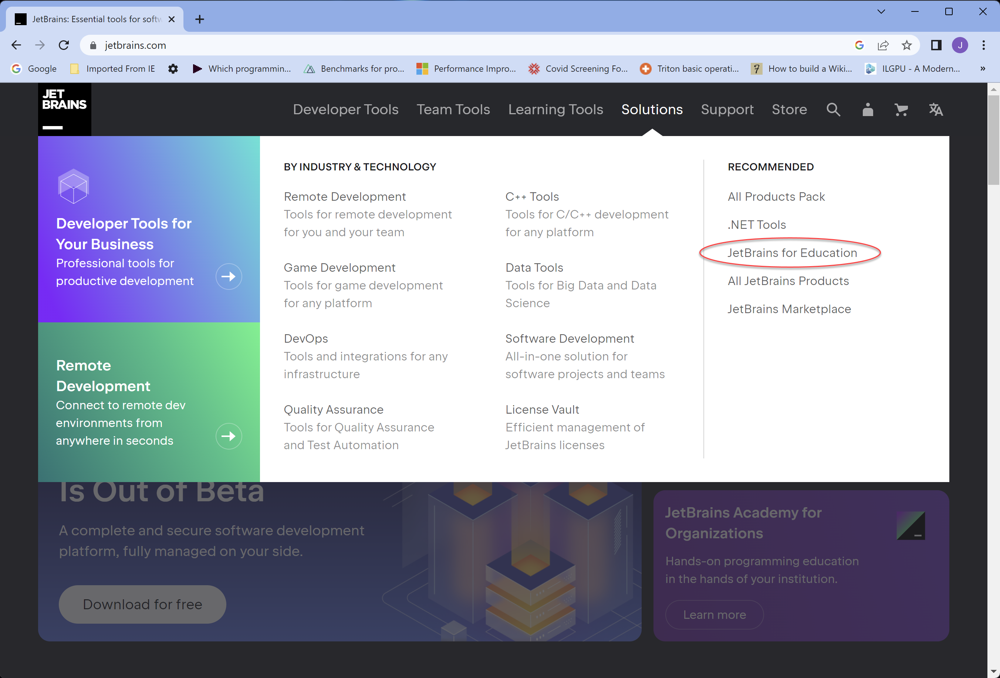 JetBrains: Essential tools for softw
jetbrains.com
J
Google
Imported From IE
Which programmin...
Benchmarks for pro...
Performance Impro...
Covid Screening Fo...
Triton basic operati...
How to build a Wiki...
ILGPU - A Modern...
»
JET
BRAINS
Developer Tools
Team Tools
Learning Tools
Solutions
Support
Store
Developer Tools for
Your Business
Professional tools for
productive development
Remote
Development
Connect to remote dev
environments from
anywhere in seconds
BY INDUSTRY & TECHNOLOGY
Remote Development
Tools for remote development
for you and your team
Game Development
Tools for game development
for any platform
DevOps
Tools and integrations for any
infrastructure
Quality Assurance
Tools for Quality Assurance
and Test Automation
C++ Tools
Tools for C/C++ development
for any platform
Data Tools
Tools for Big Data and Data
Science
Software Development
All-in-one solution for
software projects and teams
License Vault
Efficient management of
JetBrains licenses
RECOMMENDED
All Products Pack
.NET Tools
JetBrains for Education
All JetBrains Products
JetBrains Marketplace
Is Out of Beta
A complete and secure software development
platform, fully managed on your side.
Download for free
JetBrains Academy for
Organizations
Hands-on programming education
in the hands of your institution.
Learn more